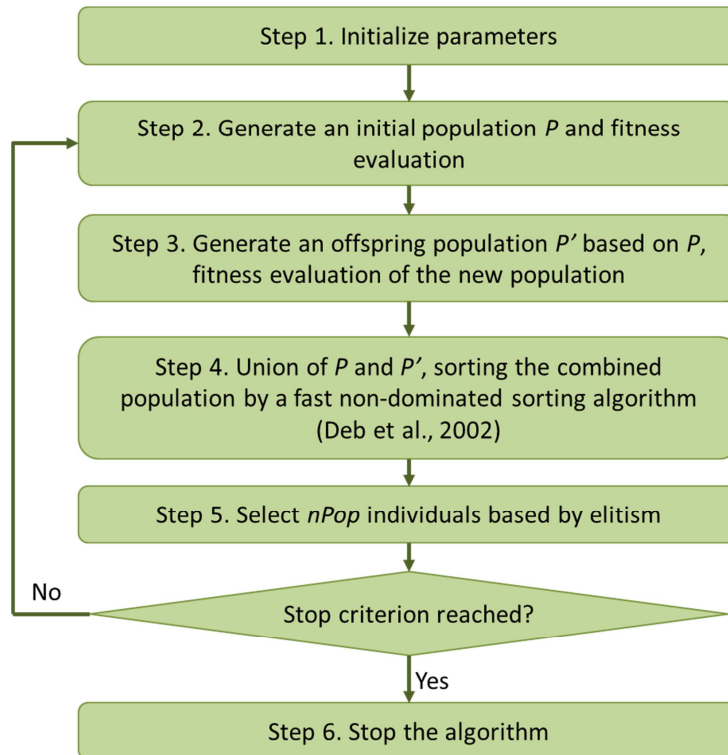 Step 1. Initialize parameters
Step 2. Generate an initial population P and fitness
evaluation
Step 3. Generate an offspring population P’ based on P,
fitness evaluation of the new population
Step 4. Union of P and P’, sorting the combined
population by a fast non-dominated sorting algorithm
(Deb et al., 2002)
Step 5. Select nPop individuals based by elitism
No
Stop criterion reached?
Yes
Step 6. Stop the algorithm